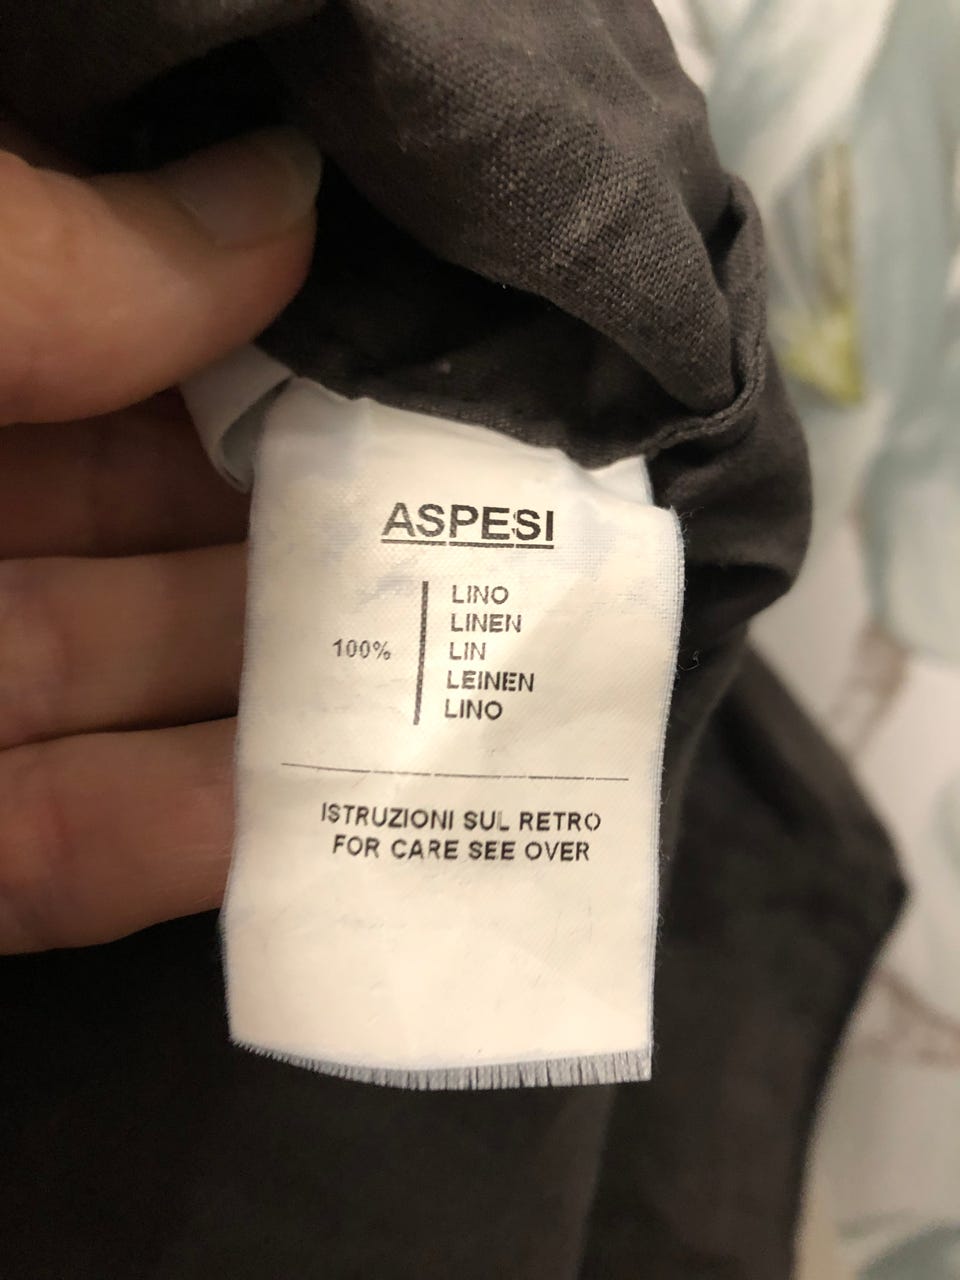 ASPESI
LINO
LINEN
100% LIN
LEINEN
LINO
ISTRUZIONI SUL RETRO
FOR CARE SEE OVER